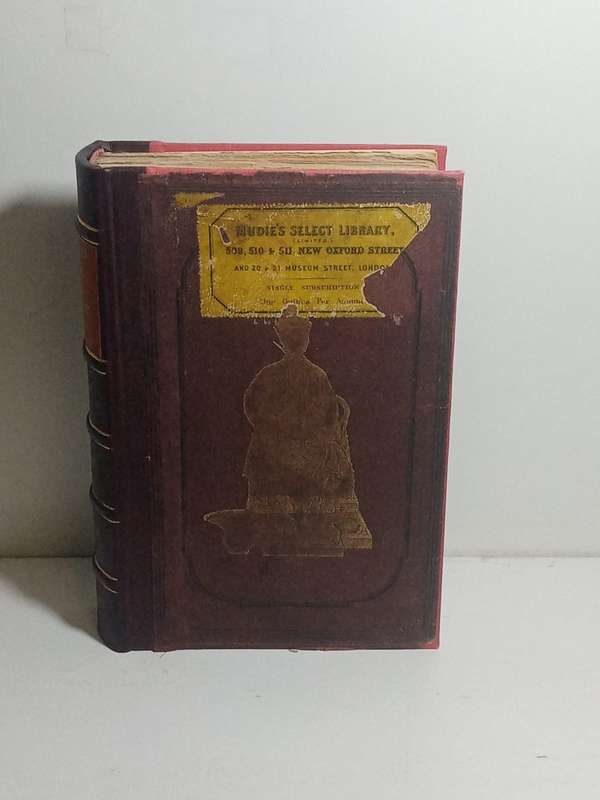 MUDIE'S SELECT LIBRARY,
(LIMITED.)
509, 510 & 511, NEW OXFORD STREET
AND 20 & 21, MUSEUM STREET, LONDON
SINGLE SUBSCRIPTION
One Guinea Per Annum